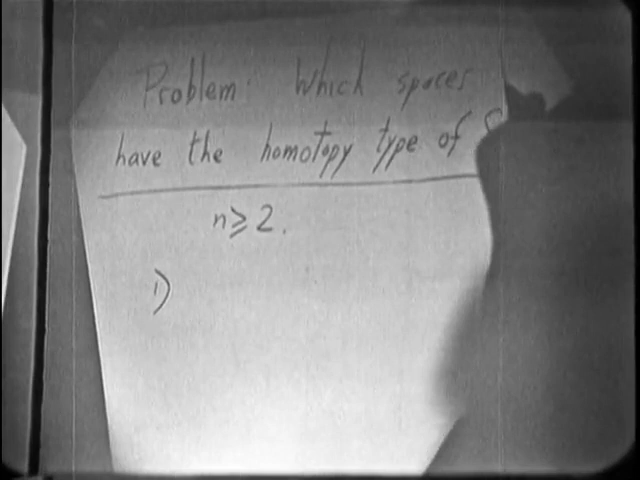 Problem: Which spaces
have the homotopy type of
n ≥ 2.
1)